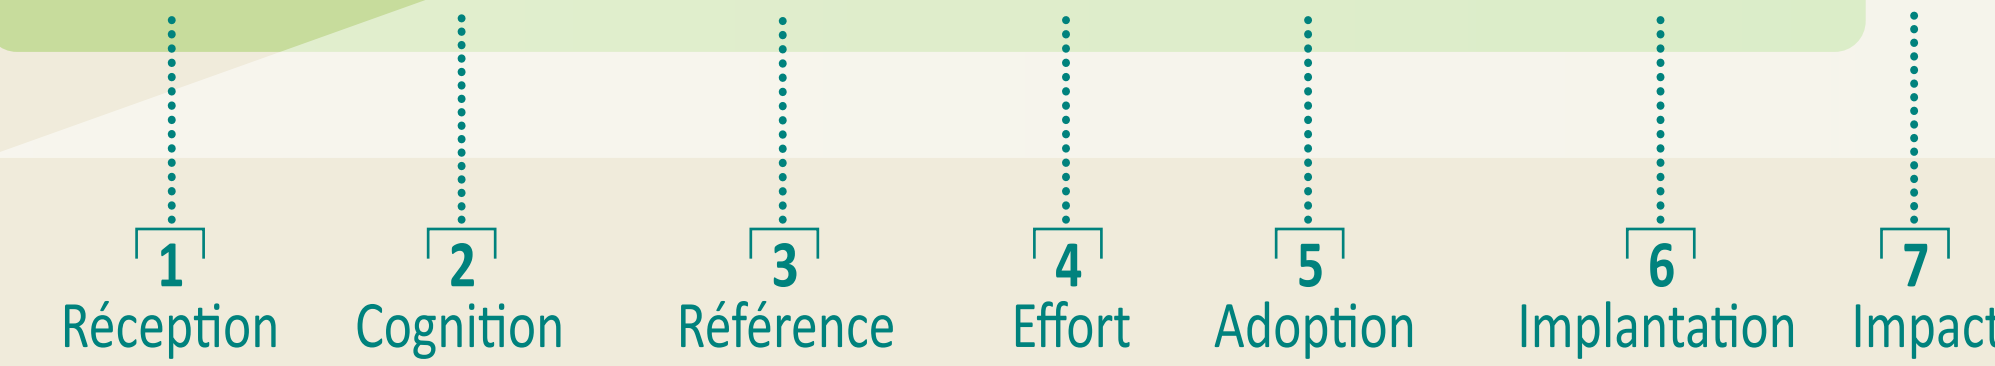 1 2 3 4 5 6 7
Réception Cognition Référence Effort Adoption Implantation Impact